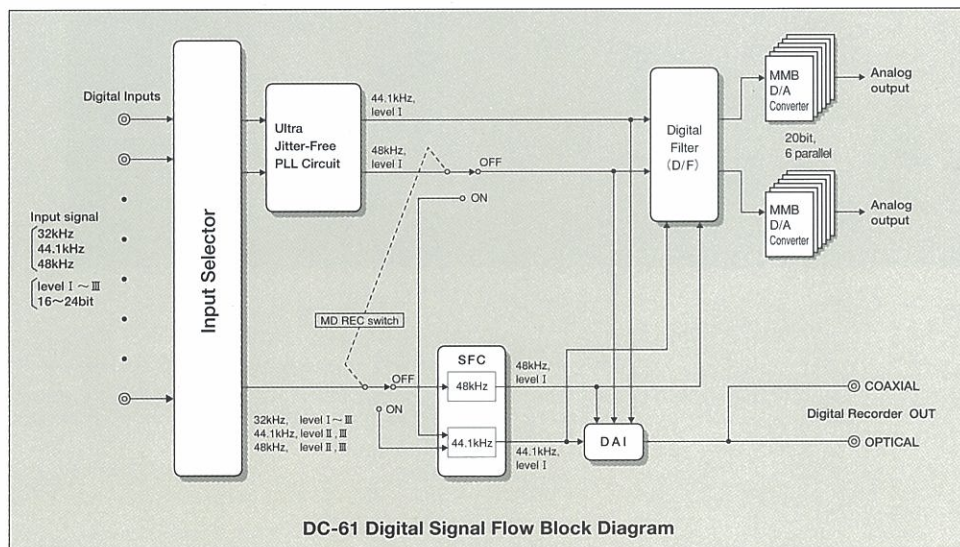 Digital Inputs
Input signal
32kHz
44.1kHz
48kHz
level I ～ III
16～24bit
Input Selector
Ultra
Jitter-Free
PLL Circuit
44.1kHz,
level I
48kHz,
level I
OFF
ON
MD REC switch
OFF
ON
32kHz, level I ～ III
44.1kHz, level II , III
48kHz, level II , III
SFC
48kHz
44.1kHz
48kHz,
level I
44.1kHz,
level I
Digital
Filter
(D/F)
MMB
D/A
Converter
Analog
output
20bit,
6 parallel
MMB
D/A
Converter
Analog
output
DAI
COAXIAL
Digital Recorder OUT
OPTICAL
DC-61 Digital Signal Flow Block Diagram